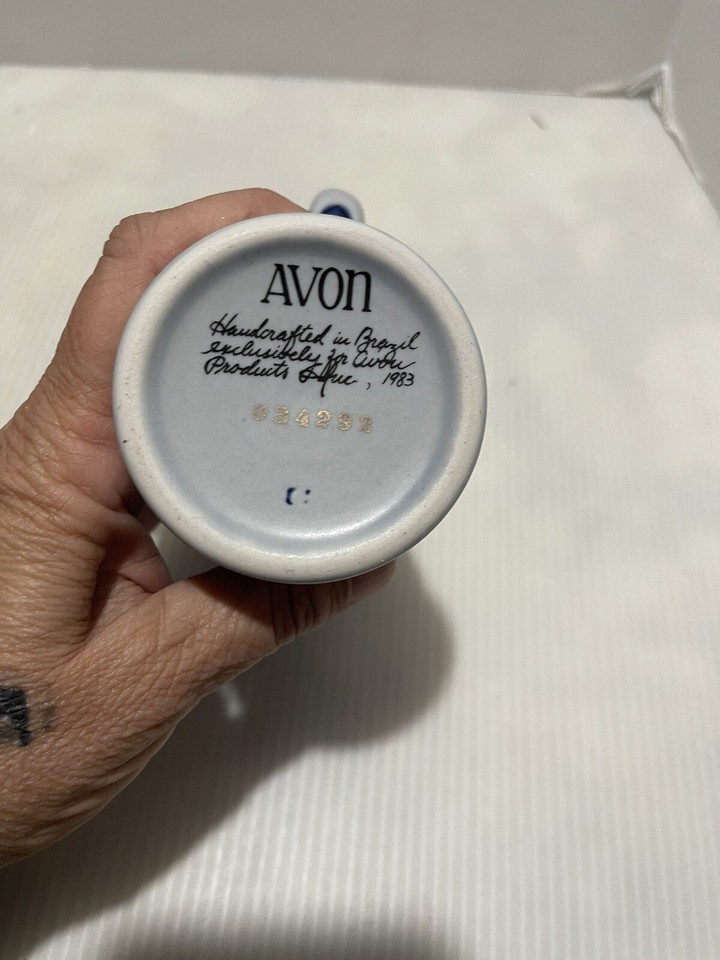 AVON
Handcrafted in Brazil
exclusively for Avon
Products Inc, 1983
034292